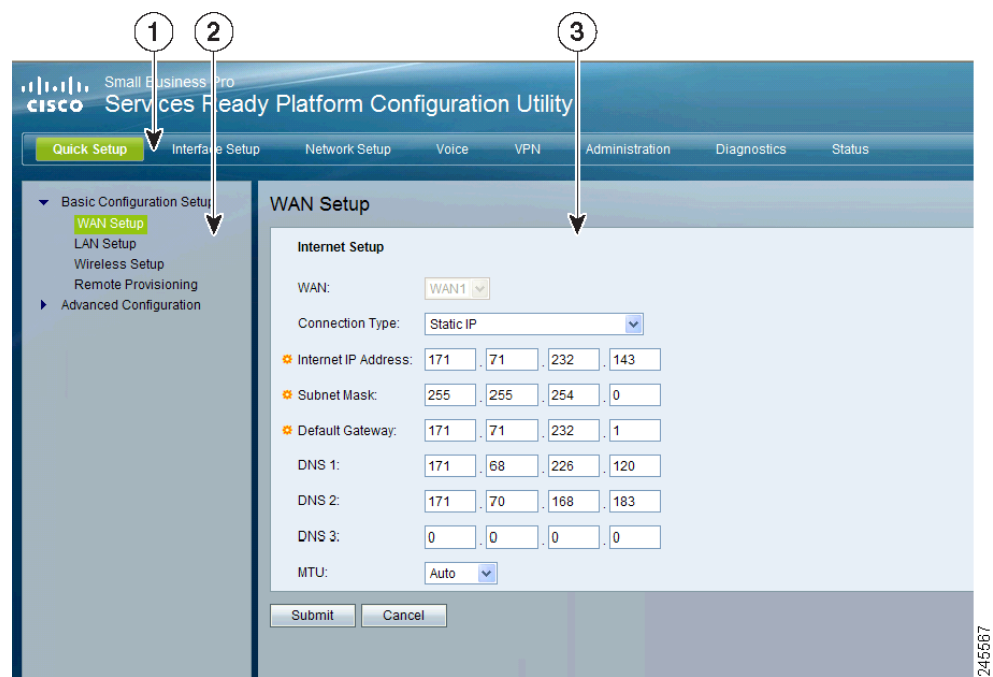 1 2 3
Small Business Pro
CISCO Services Ready Platform Configuration Utility
Quick Setup Interface Setup Network Setup Voice VPN Administration Diagnostics Status
Basic Configuration Setup
WAN Setup
LAN Setup
Wireless Setup
Remote Provisioning
Advanced Configuration
WAN Setup
Internet Setup
WAN: WAN1
Connection Type: Static IP
Internet IP Address: 171 . 71 . 232 . 143
Subnet Mask: 255 . 255 . 254 . 0
Default Gateway: 171 . 71 . 232 . 1
DNS 1: 171 . 68 . 226 . 120
DNS 2: 171 . 70 . 168 . 183
DNS 3: 0 . 0 . 0 . 0
MTU: Auto
Submit Cancel
245567